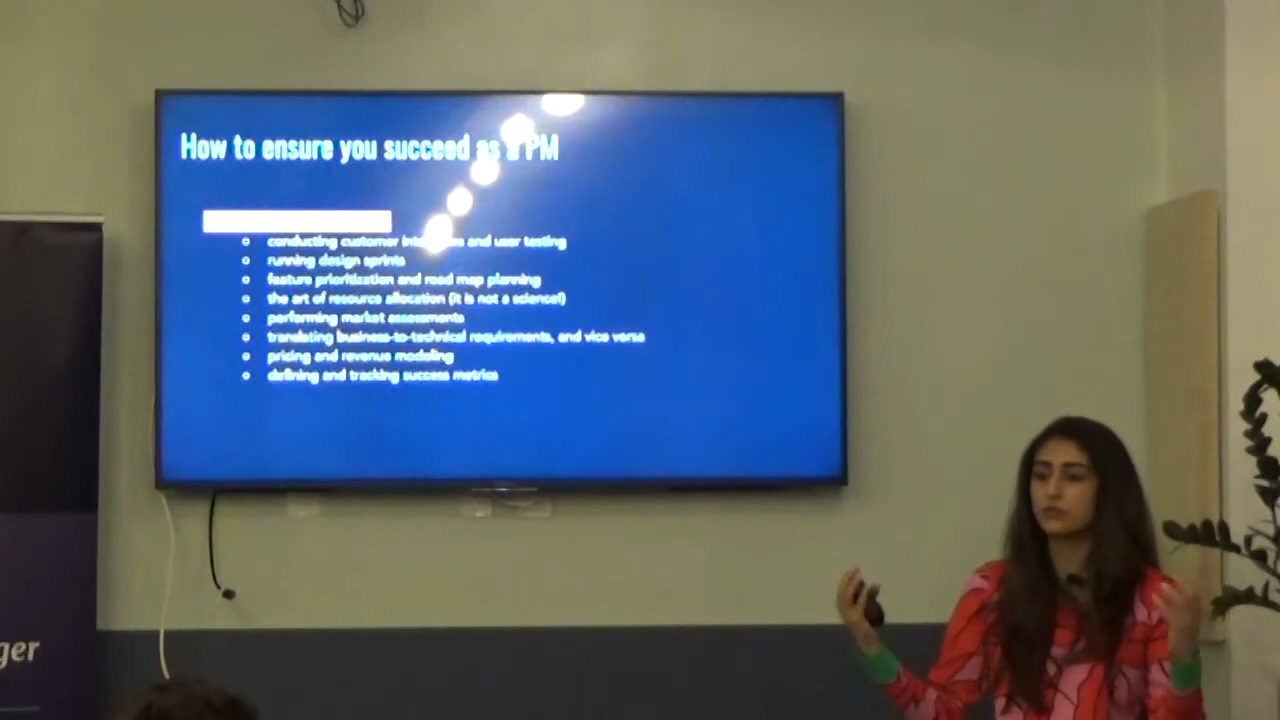 How to ensure you succeed as a PM
conducting customer and user testing
running design sprints
feature prioritization and road map planning
the art of resource allocation (it is not a science!)
performing market assessments
translating business-to-technical requirements, and vice versa
pricing and revenue modeling
defining and tracking success metrics
ger